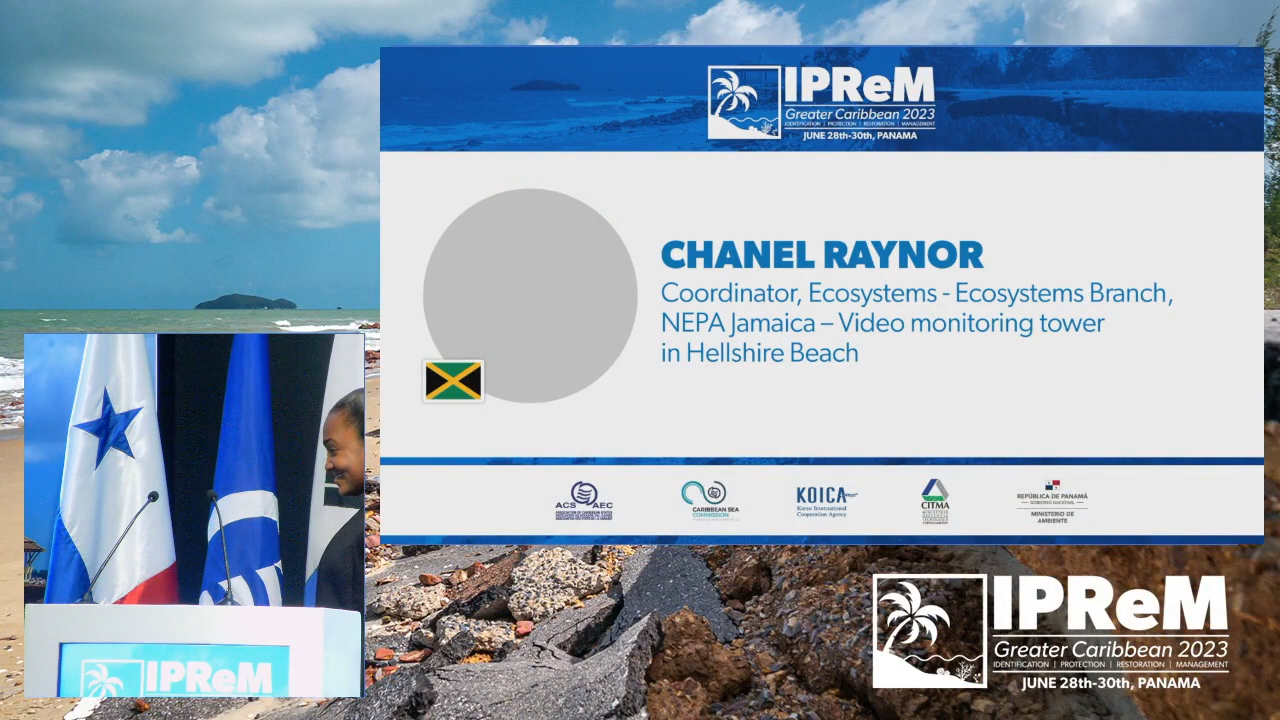 IPReM
Greater Caribbean 2023
IDENTIFICATION | PROTECTION | RESTORATION | MANAGEMENT
JUNE 28th-30th, PANAMA
CHANEL RAYNOR
Coordinator, Ecosystems - Ecosystems Branch,
NEPA Jamaica – Video monitoring tower
in Hellshire Beach
ACS AEC
CARIBBEAN SEA
COMMISSION
KOICA
Korea International
Cooperation Agency
CITMA
REPÚBLICA DE PANAMÁ
GOBIERNO NACIONAL
MINISTERIO DE
AMBIENTE
IPReM
IPReM
Greater Caribbean 2023
IDENTIFICATION | PROTECTION | RESTORATION | MANAGEMENT
JUNE 28th-30th, PANAMA